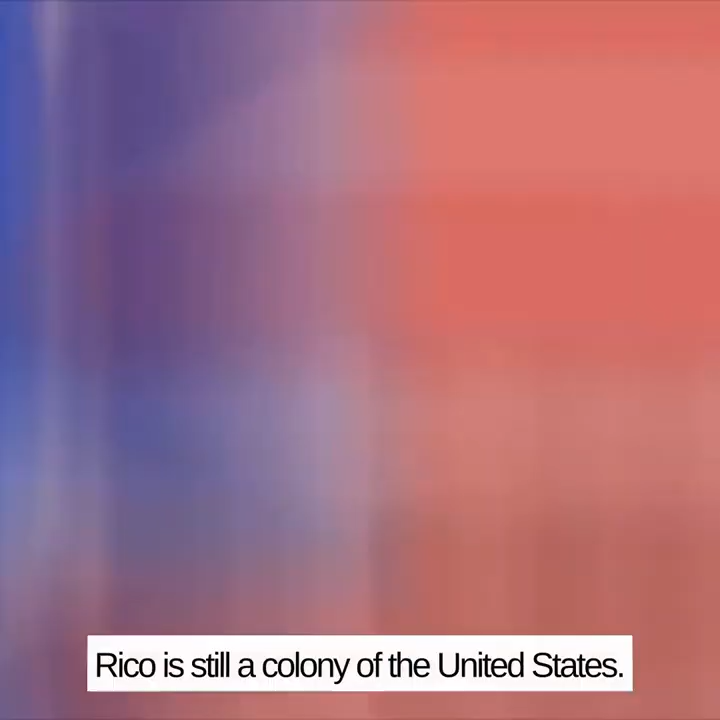 Rico is still a colony of the United States.